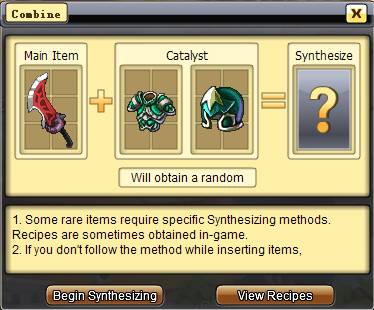 Combine
X
Main Item
Catalyst
Synthesize
+
=
?
Will obtain a random
1. Some rare items require specific Synthesizing methods.
Recipes are sometimes obtained in-game.
2. If you don't follow the method while inserting items,
Begin Synthesizing
View Recipes